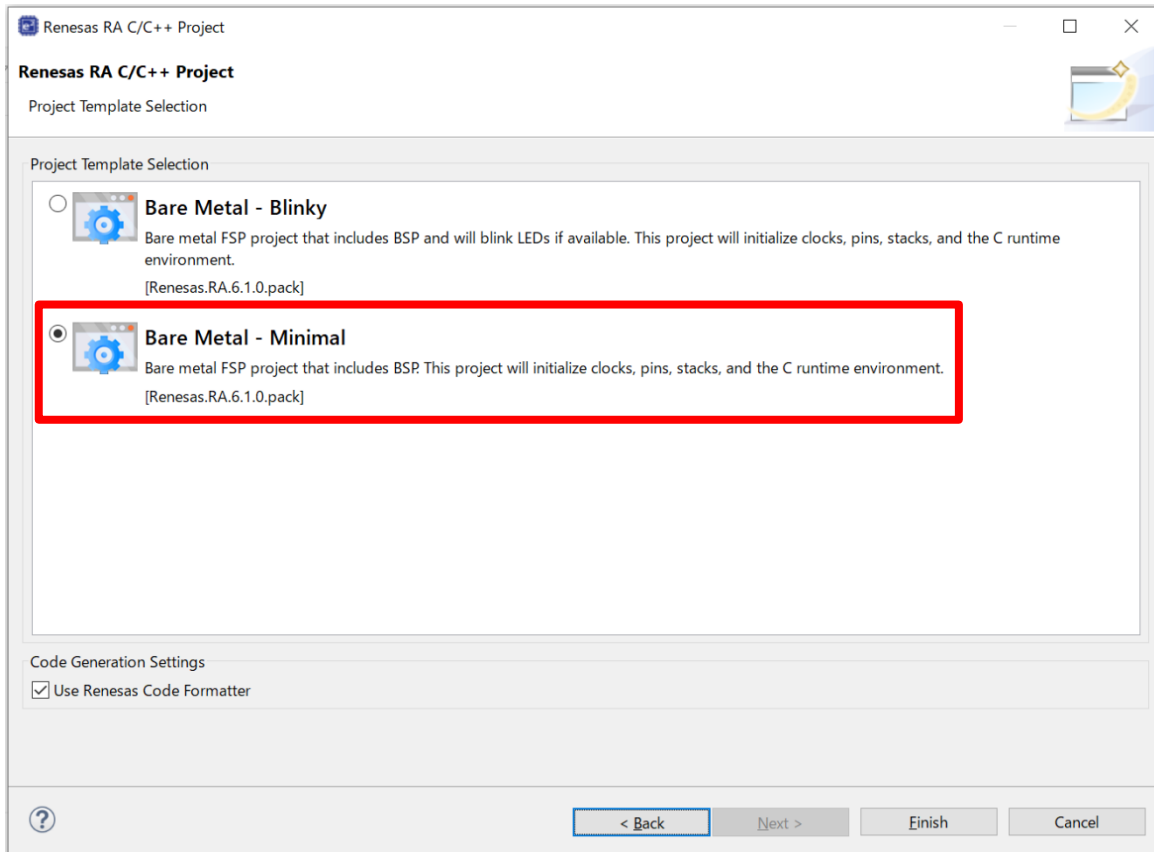 Renesas RA C/C++ Project
Renesas RA C/C++ Project
Project Template Selection
Project Template Selection
Bare Metal - Blinky
Bare metal FSP project that includes BSP and will blink LEDs if available. This project will initialize clocks, pins, stacks, and the C runtime
environment.
[Renesas.RA.6.1.0.pack]
Bare Metal - Minimal
Bare metal FSP project that includes BSP. This project will initialize clocks, pins, stacks, and the C runtime environment.
[Renesas.RA.6.1.0.pack]
Code Generation Settings
Use Renesas Code Formatter
< Back Next > Finish Cancel